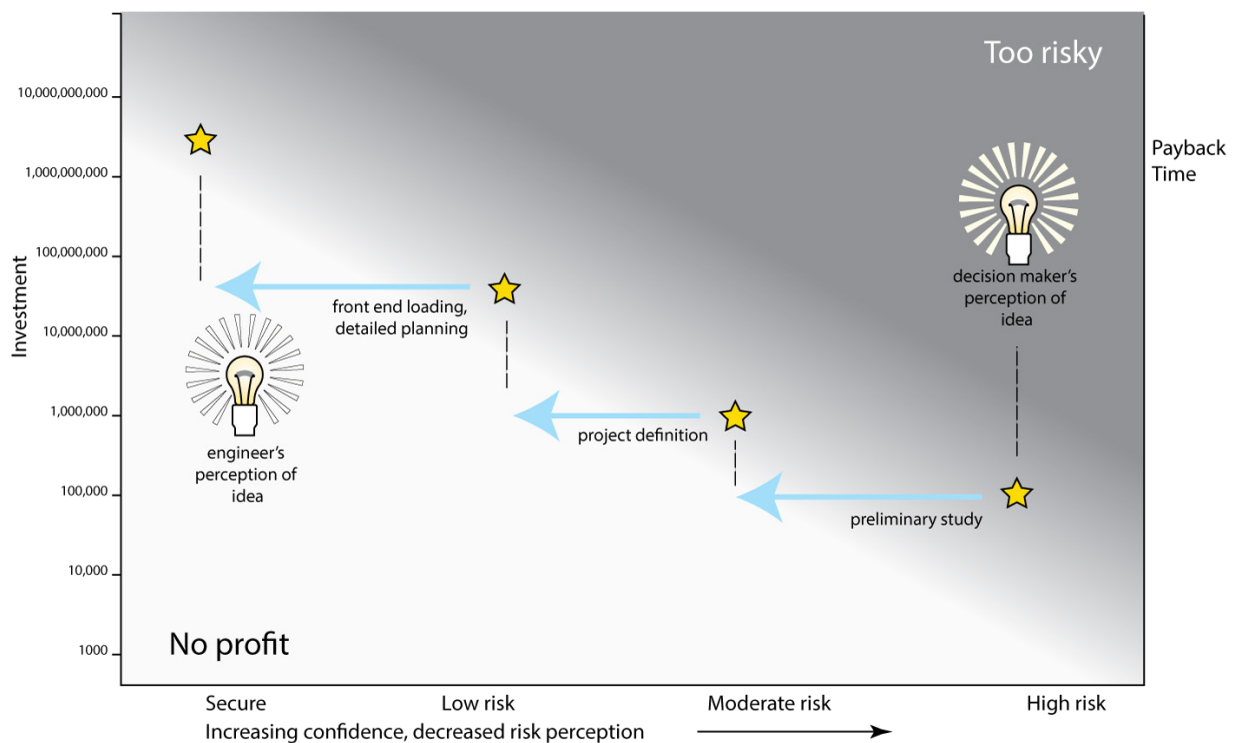 Too risky
10,000,000,000
Payback
Time
1,000,000,000
100,000,000
decision maker's
perception of
idea
front end loading,
detailed planning
Investment
10,000,000
1,000,000
project definition
engineer's
perception of
idea
100,000
preliminary study
10,000
No profit
1000
Secure
Low risk
Moderate risk
High risk
Increasing confidence, decreased risk perception